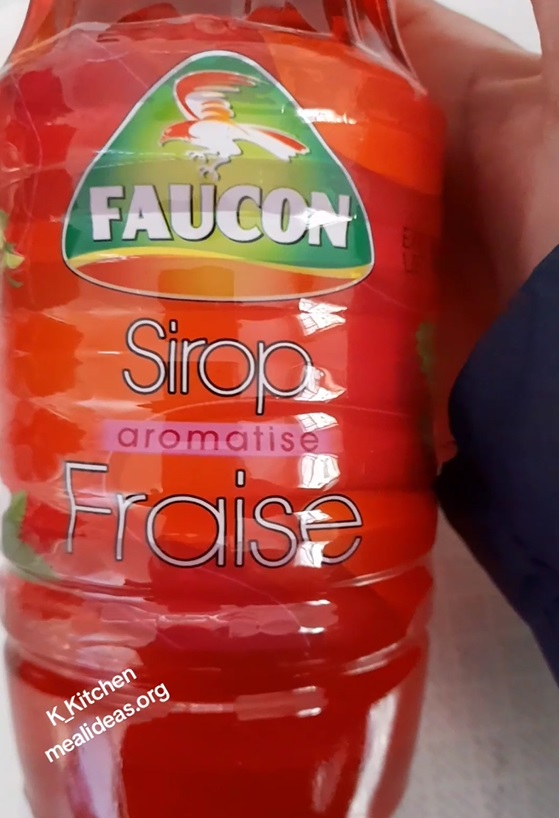 FAUCON
Sirop
aromatise
Fraise
K_Kitchen
mealideas.org